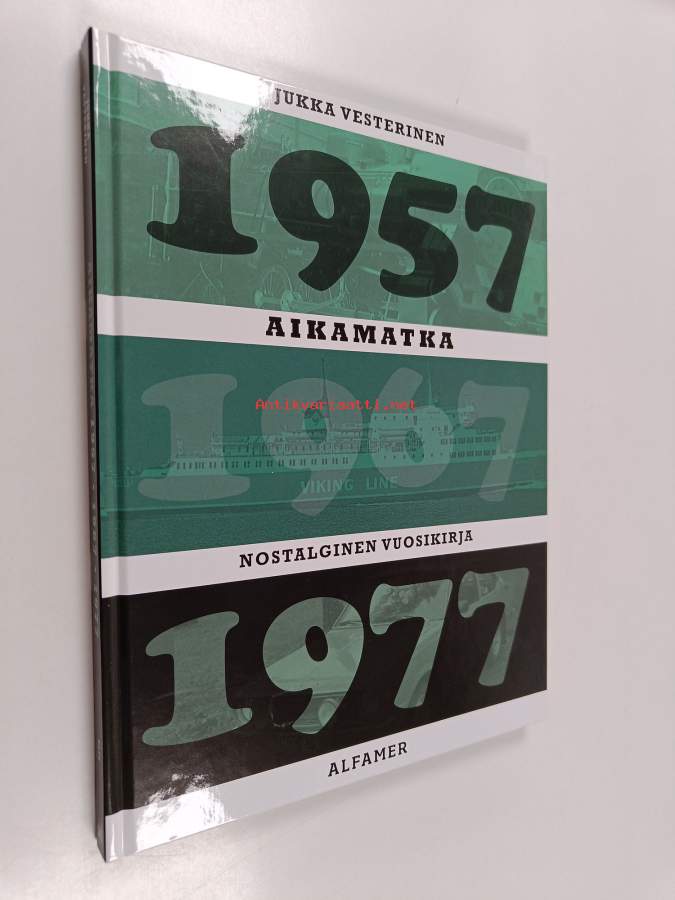 JUKKA VESTERINEN
1957
AIKAMATKA
1967
Antikvariaatti.net
VIKING LINE
NOSTALGINEN VUOSIKIRJA
1977
ALFAMER